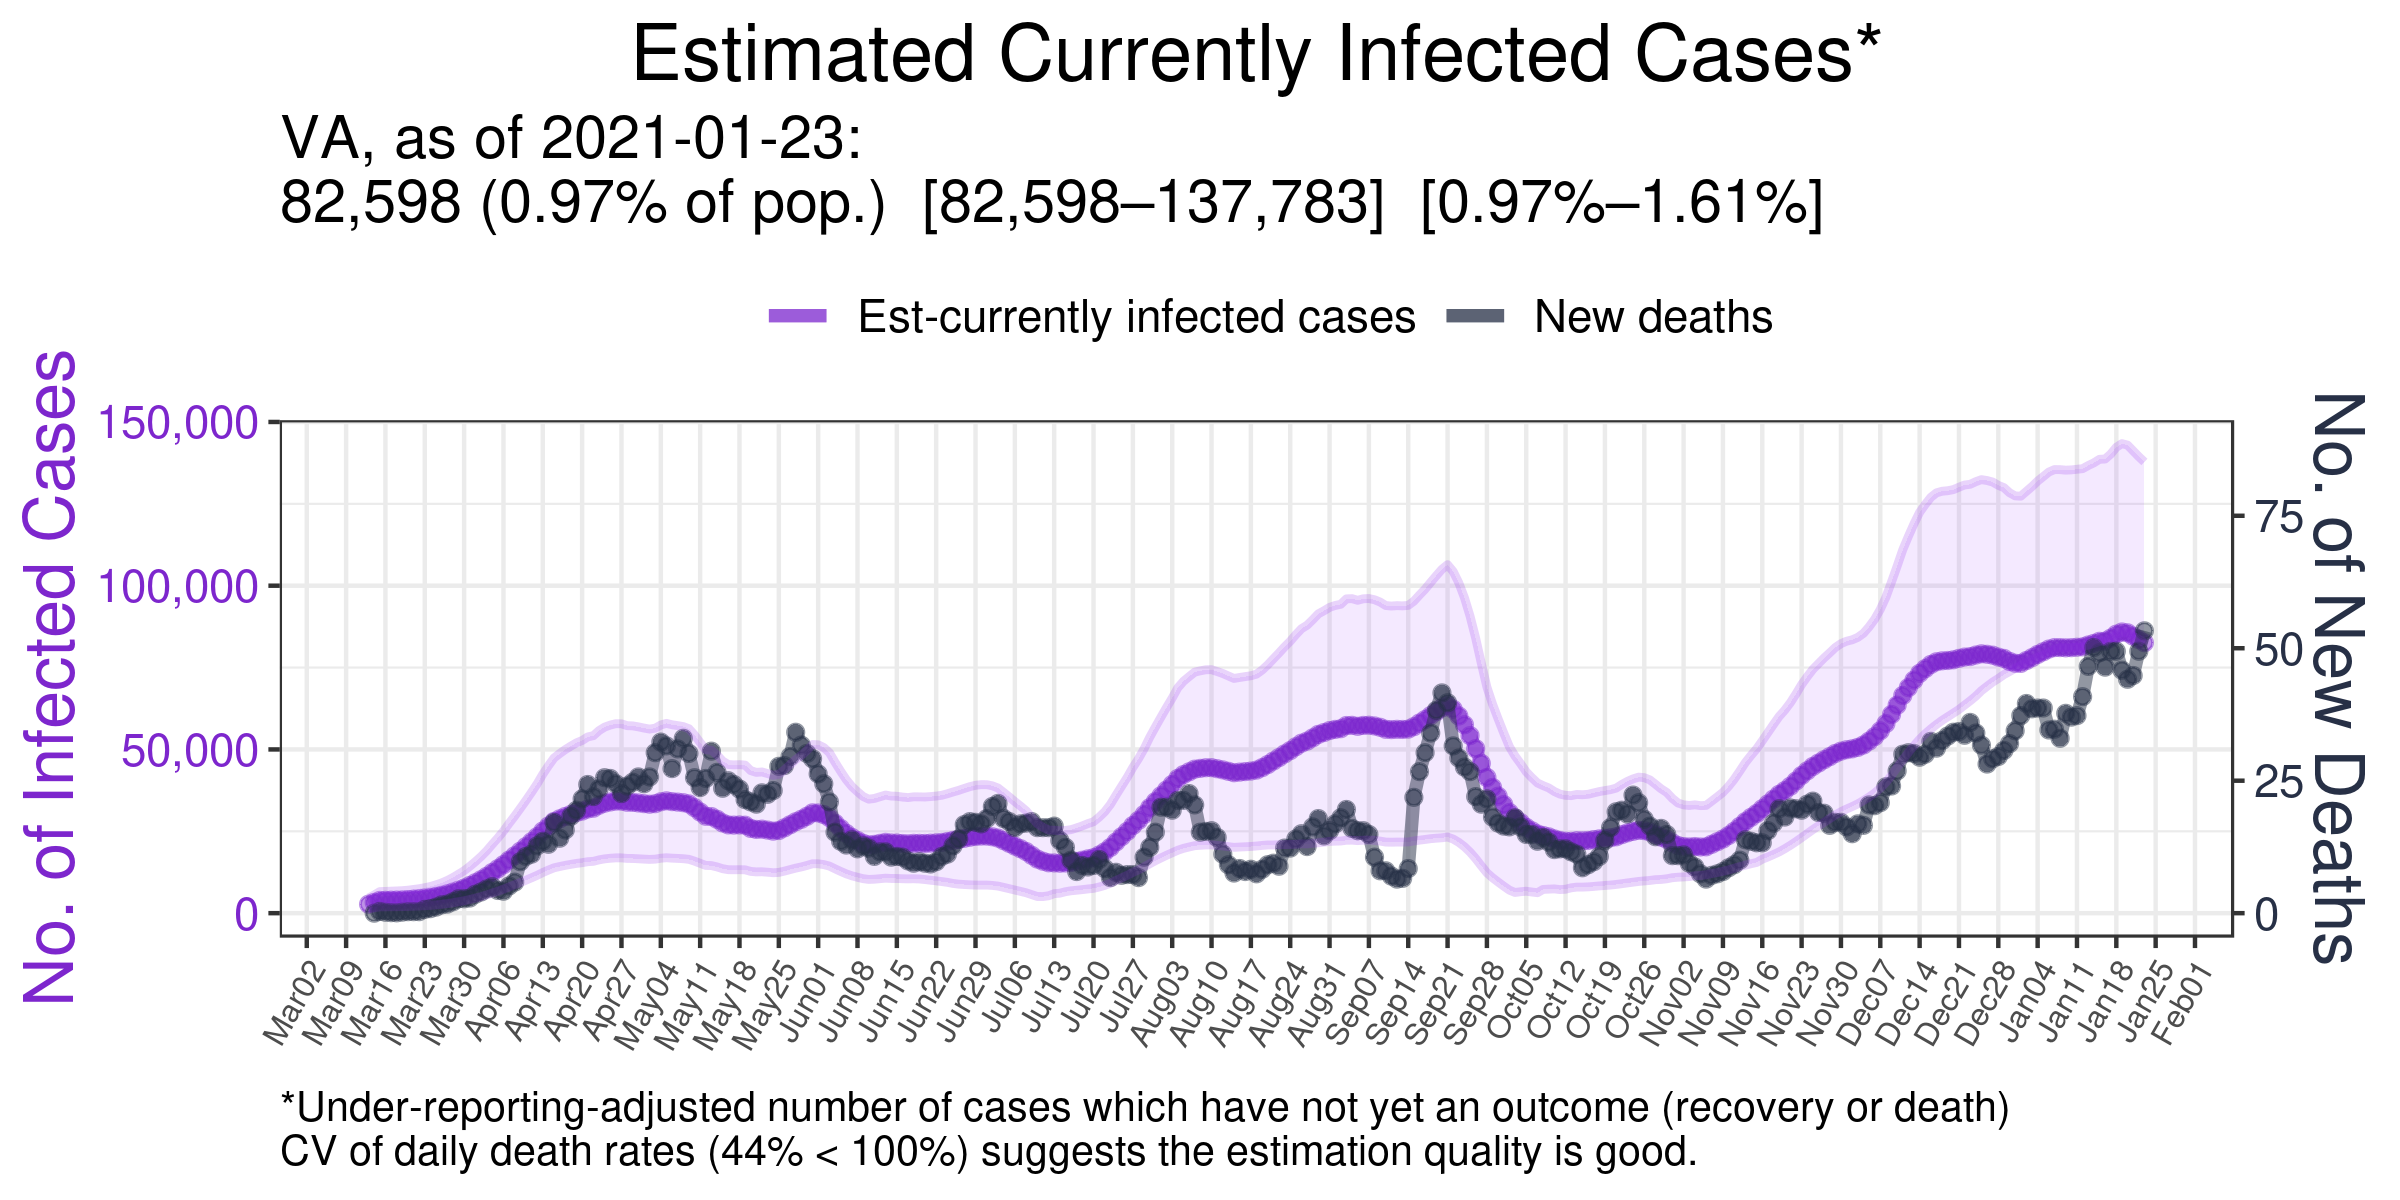 Estimated Currently Infected Cases*
VA, as of 2021-01-23:
82,598 (0.97% of pop.) [82,598–137,783] [0.97%–1.61%]
Est-currently infected cases
New deaths
No. of Infected Cases
150,000
100,000
50,000
0
No. of New Deaths
75
50
25
0
Mar02
Mar09
Mar16
Mar23
Mar30
Apr06
Apr13
Apr20
Apr27
May04
May11
May18
May25
Jun01
Jun08
Jun15
Jun22
Jun29
Jul06
Jul13
Jul20
Jul27
Aug03
Aug10
Aug17
Aug24
Aug31
Sep07
Sep14
Sep21
Sep28
Oct05
Oct12
Oct19
Oct26
Nov02
Nov09
Nov16
Nov23
Nov30
Dec07
Dec14
Dec21
Dec28
Jan04
Jan11
Jan18
Jan25
Feb01
*Under-reporting-adjusted number of cases which have not yet an outcome (recovery or death)
CV of daily death rates (44% < 100%) suggests the estimation quality is good.